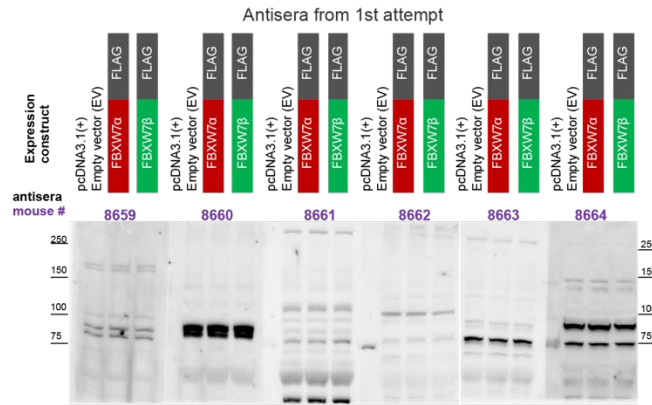 Antisera from 1st attempt
Expression
construct
pcDNA3.1(+)
Empty vector (EV)
FLAG
FBXW7α
FLAG
FBXW7β
pcDNA3.1(+)
Empty vector (EV)
FLAG
FBXW7α
FLAG
FBXW7β
pcDNA3.1(+)
Empty vector (EV)
FLAG
FBXW7α
FLAG
FBXW7β
pcDNA3.1(+)
Empty vector (EV)
FLAG
FBXW7α
FLAG
FBXW7β
pcDNA3.1(+)
Empty vector (EV)
FLAG
FBXW7α
FLAG
FBXW7β
pcDNA3.1(+)
Empty vector (EV)
FLAG
FBXW7α
FLAG
FBXW7β
antisera
mouse # 8659 8660 8661 8662 8663 8664
250 25
150 15
100 10
75 75